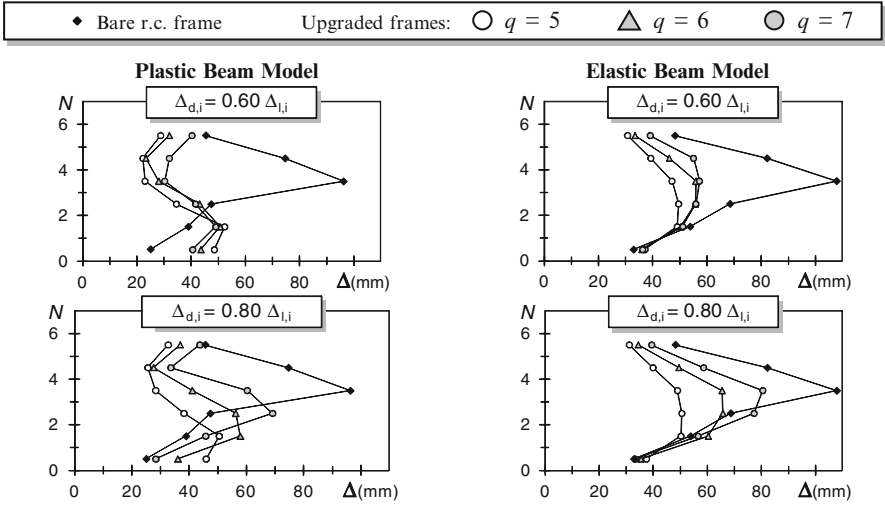 Bare r.c. frame Upgraded frames: q = 5 q = 6 q = 7
Plastic Beam Model
N
Δd,i = 0.60 Δl,i
6
4
2
0
0 20 40 60 80 Δ(mm)
Elastic Beam Model
N
Δd,i = 0.60 Δl,i
6
4
2
0
0 20 40 60 80 Δ(mm)
N
Δd,i = 0.80 Δl,i
6
4
2
0
0 20 40 60 80 Δ(mm)
N
Δd,i = 0.80 Δl,i
6
4
2
0
0 20 40 60 80 Δ(mm)